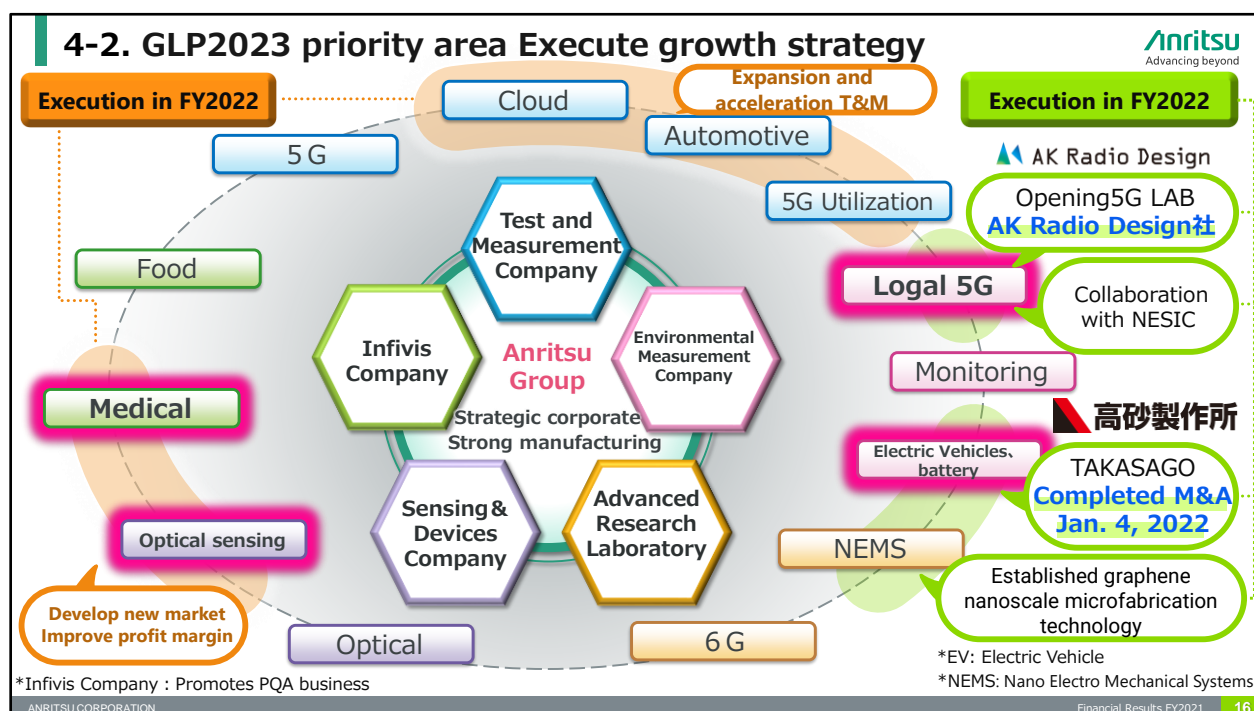 4-2. GLP2023 priority area Execute growth strategy
Anritsu
Advancing beyond
Execution in FY2022
Cloud
Expansion and
acceleration T&M
Execution in FY2022
Automotive
5G
AK Radio Design
5G Utilization
Opening5G LAB
AK Radio Design社
Test and
Measurement
Company
Food
Logal 5G
Collaboration
with NESIC
Infivis
Company
Anritsu
Group
Environmental
Measurement
Company
Monitoring
Medical
Strategic corporate
Strong manufacturing
高砂製作所
Electric Vehicles、
battery
TAKASAGO
Completed M&A
Jan. 4, 2022
Optical sensing
Sensing&
Devices
Company
Advanced
Research
Laboratory
NEMS
Established graphene
nanoscale microfabrication
technology
Develop new market
Improve profit margin
Optical
6G
*EV: Electric Vehicle
*NEMS: Nano Electro Mechanical Systems
*Infivis Company : Promotes PQA business
ANRITSU CORPORATION
Financial Results FY2021
16